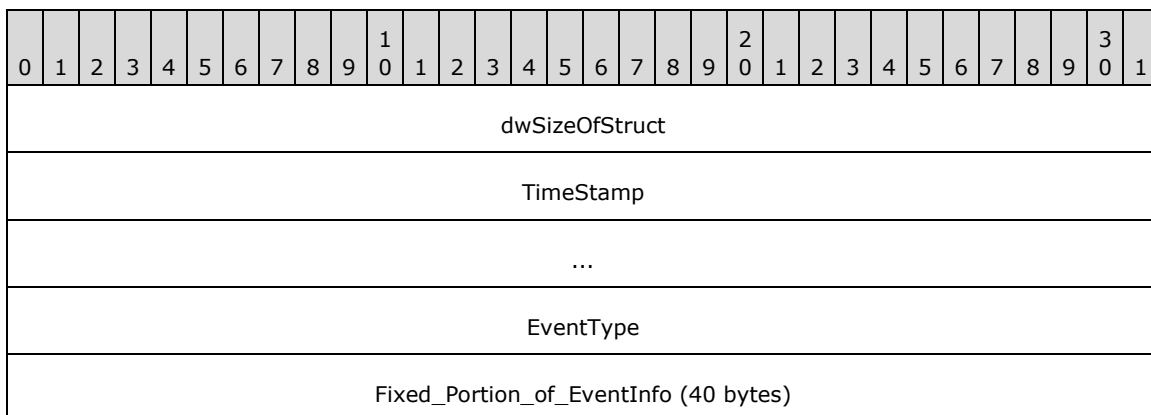 1 2 3
0 1 2 3 4 5 6 7 8 9 0 1 2 3 4 5 6 7 8 9 0 1 2 3 4 5 6 7 8 9 0 1
dwSizeOfStruct
TimeStamp
...
EventType
Fixed_Portion_of_EventInfo (40 bytes)